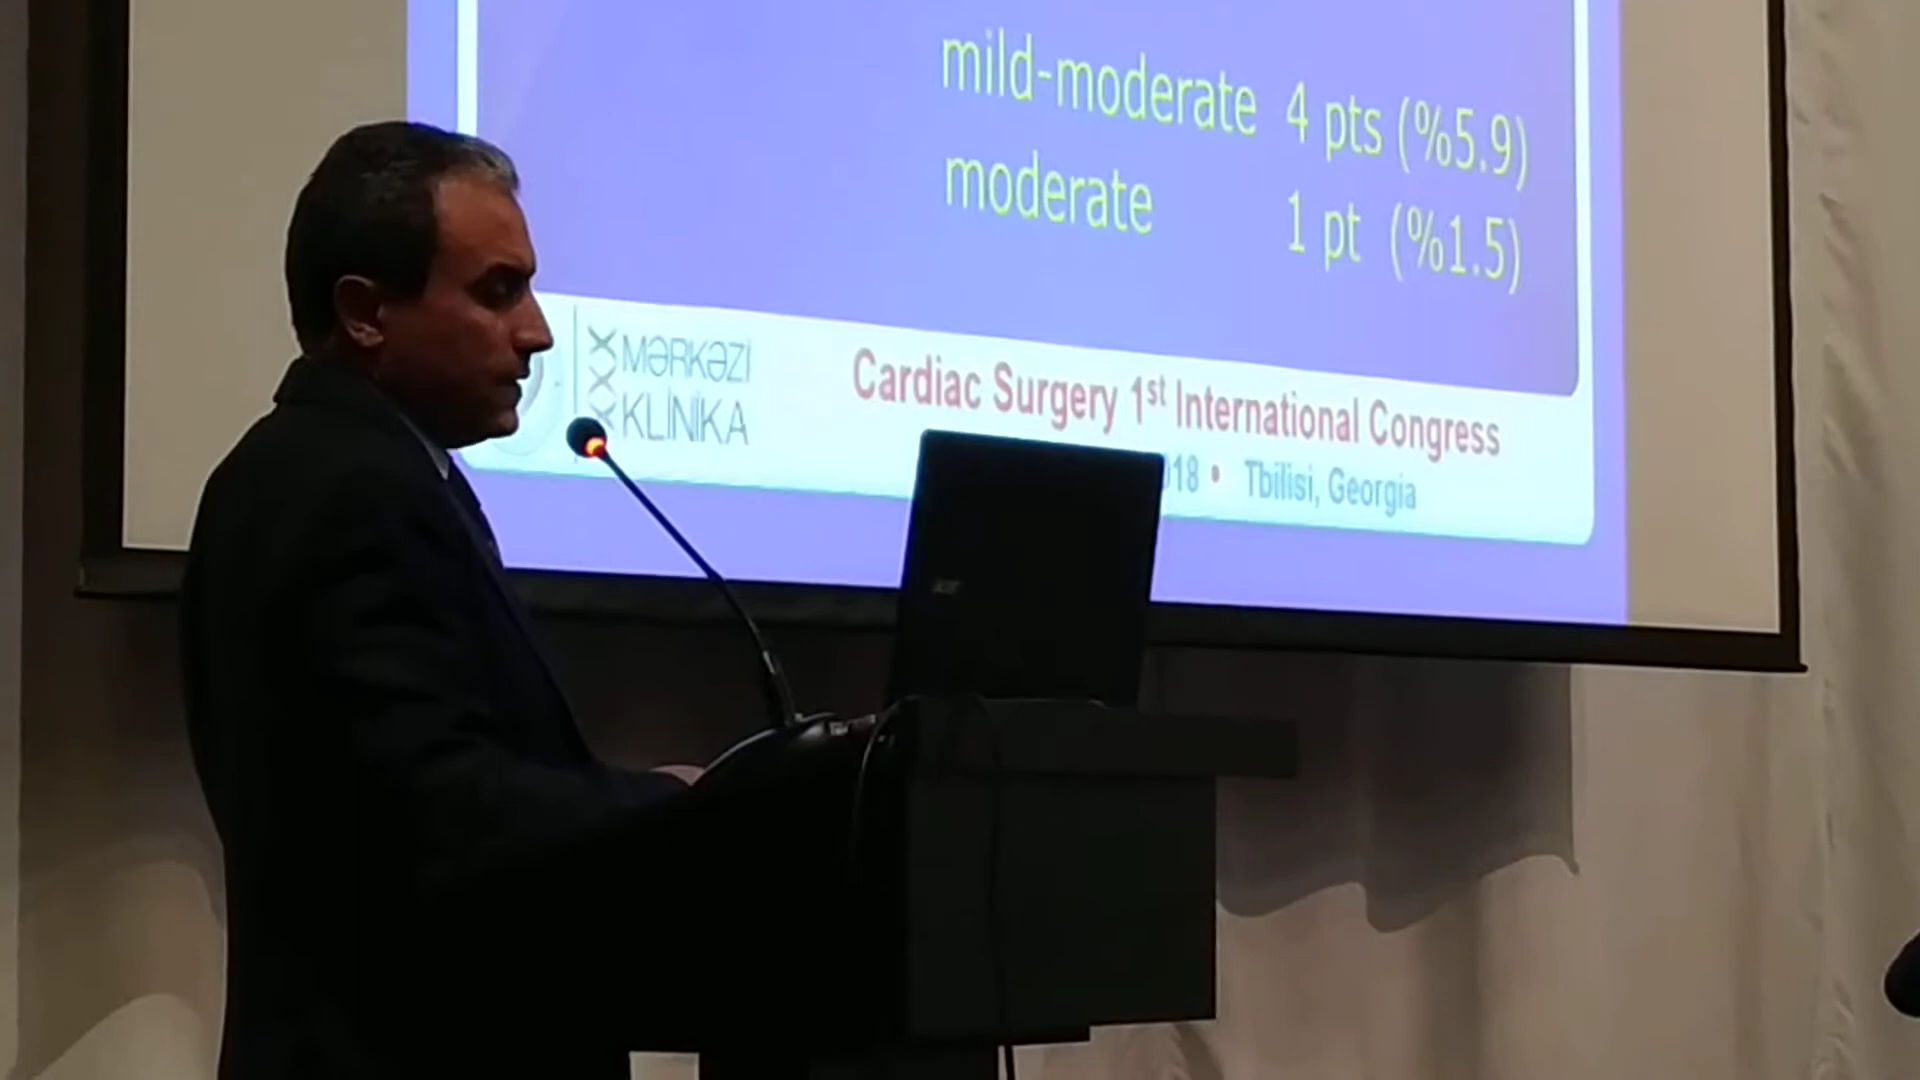 mild-moderate 4 pts (%5.9)
moderate 1 pt (%1.5)
MƏRKƏZİ
KLİNİKA
Cardiac Surgery 1st International Congress
18 • Tbilisi, Georgia